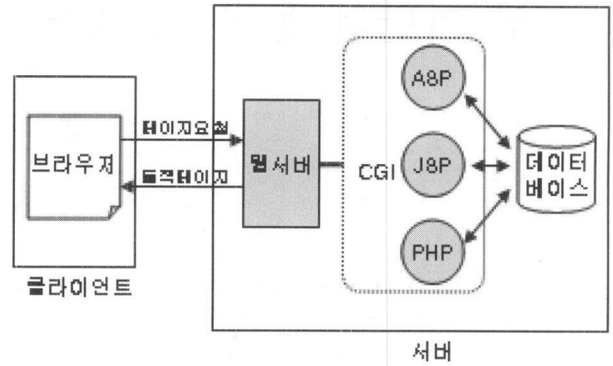 브라우저
클라이언트
페이지요청
동적페이지
웹서버
CGI
ASP
JSP
PHP
데이터
베이스
서버